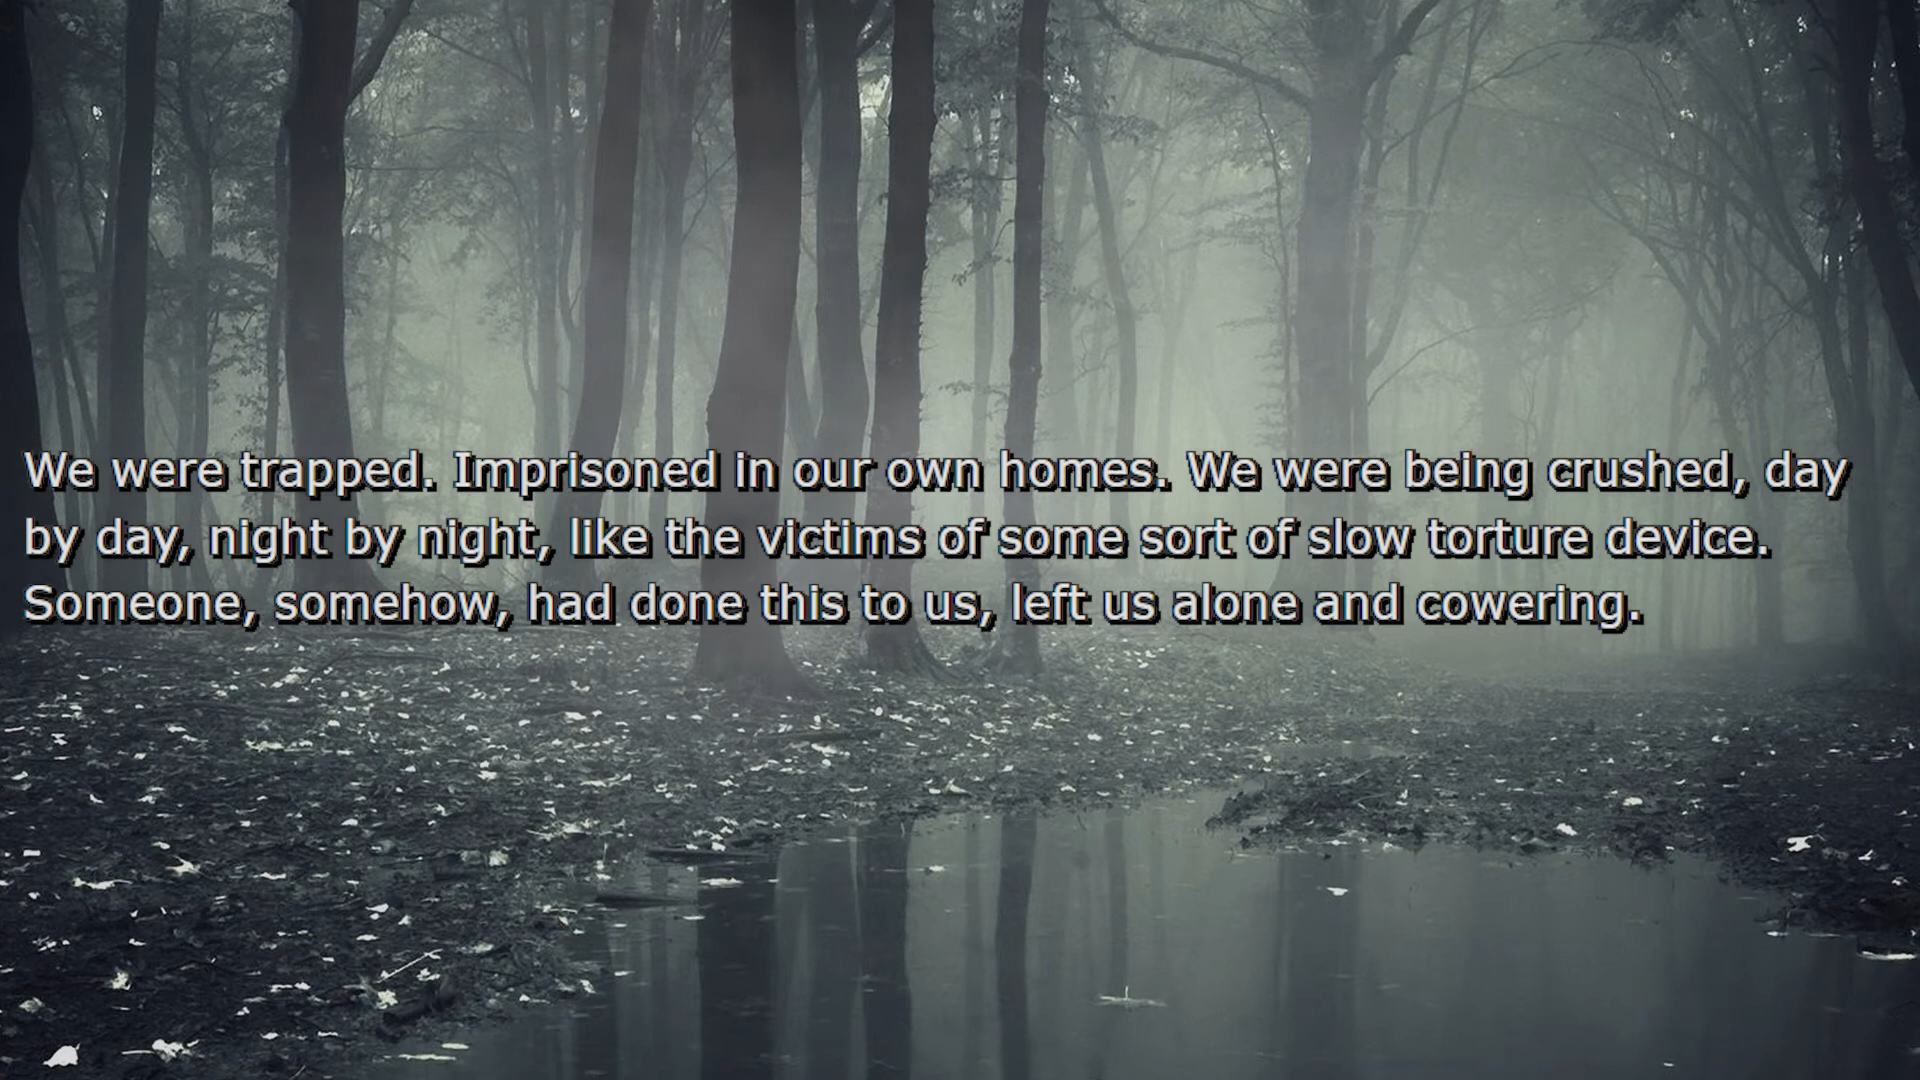 We were trapped. Imprisoned in our own homes. We were being crushed, day
by day, night by night, like the victims of some sort of slow torture device.
Someone, somehow, had done this to us, left us alone and cowering.